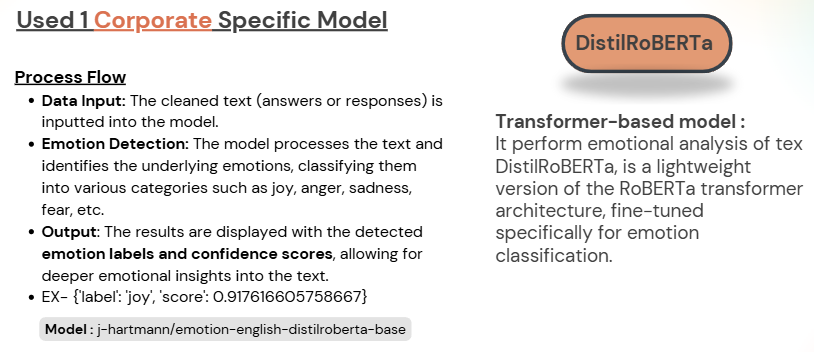 Used 1 Corporate Specific Model
Process Flow
• Data Input: The cleaned text (answers or responses) is
inputted into the model.
• Emotion Detection: The model processes the text and
identifies the underlying emotions, classifying them
into various categories such as joy, anger, sadness,
fear, etc.
• Output: The results are displayed with the detected
emotion labels and confidence scores, allowing for
deeper emotional insights into the text.
• EX- {'label': 'joy', 'score': 0.917616605758667}
Model : j-hartmann/emotion-english-distilroberta-base
DistilRoBERTa
Transformer-based model :
It perform emotional analysis of tex
DistilRoBERTa, is a lightweight
version of the RoBERTa transformer
architecture, fine-tuned
specifically for emotion
classification.